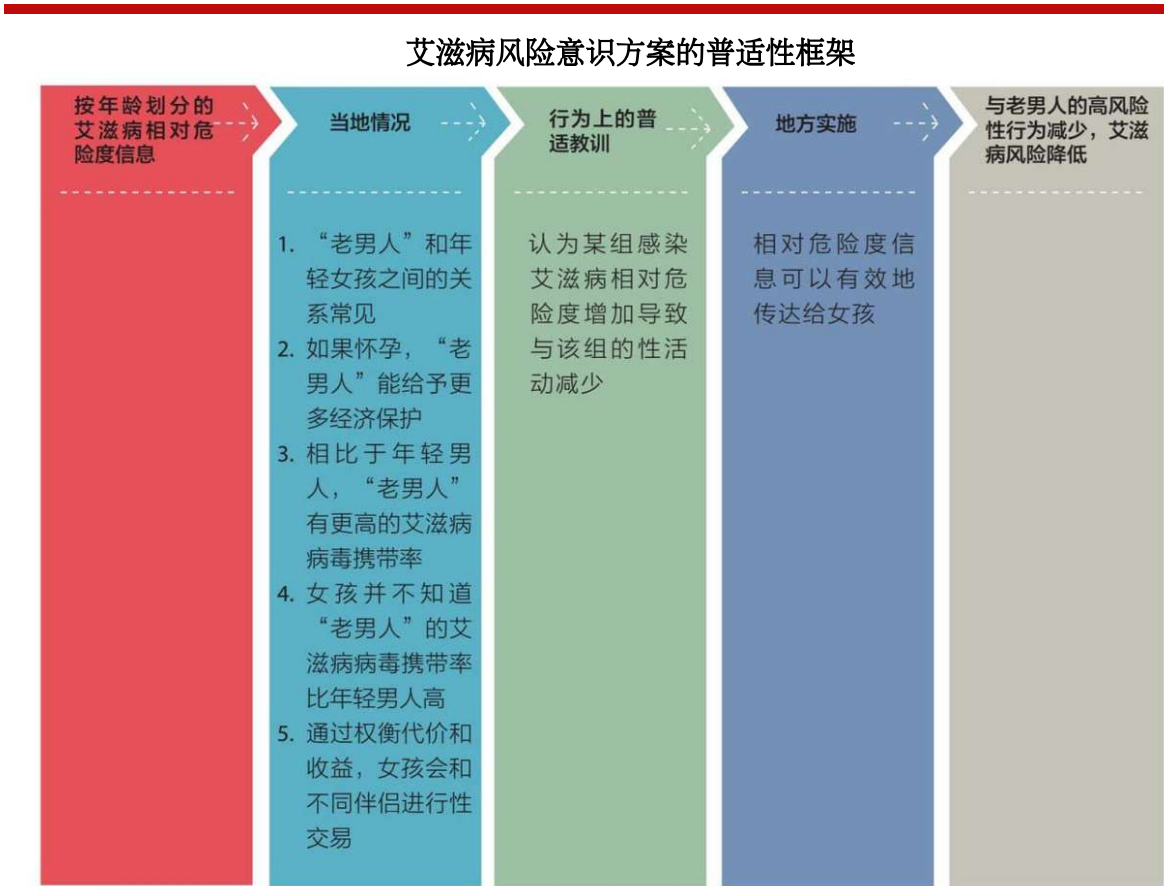 艾滋病风险意识方案的普适性框架
按年龄划分的
艾滋病相对危
险度信息
当地情况
1. “老男人”和年
轻女孩之间的关
系常见
2. 如果怀孕，“老
男人”能给予更
多经济保护
3. 相比于年轻男
人，“老男人”
有更高的艾滋病
病毒携带率
4. 女孩并不知道
“老男人”的艾
滋病病毒携带率
比年轻男人高
5. 通过权衡代价和
收益，女孩会和
不同伴侣进行性
交易
行为上的普
适教训
认为某组感染
艾滋病相对危
险度增加导致
与该组的性活
动减少
地方实施
相对危险度信
息可以有效地
传达给女孩
与老男人的高风险
性行为减少，艾滋
病风险降低